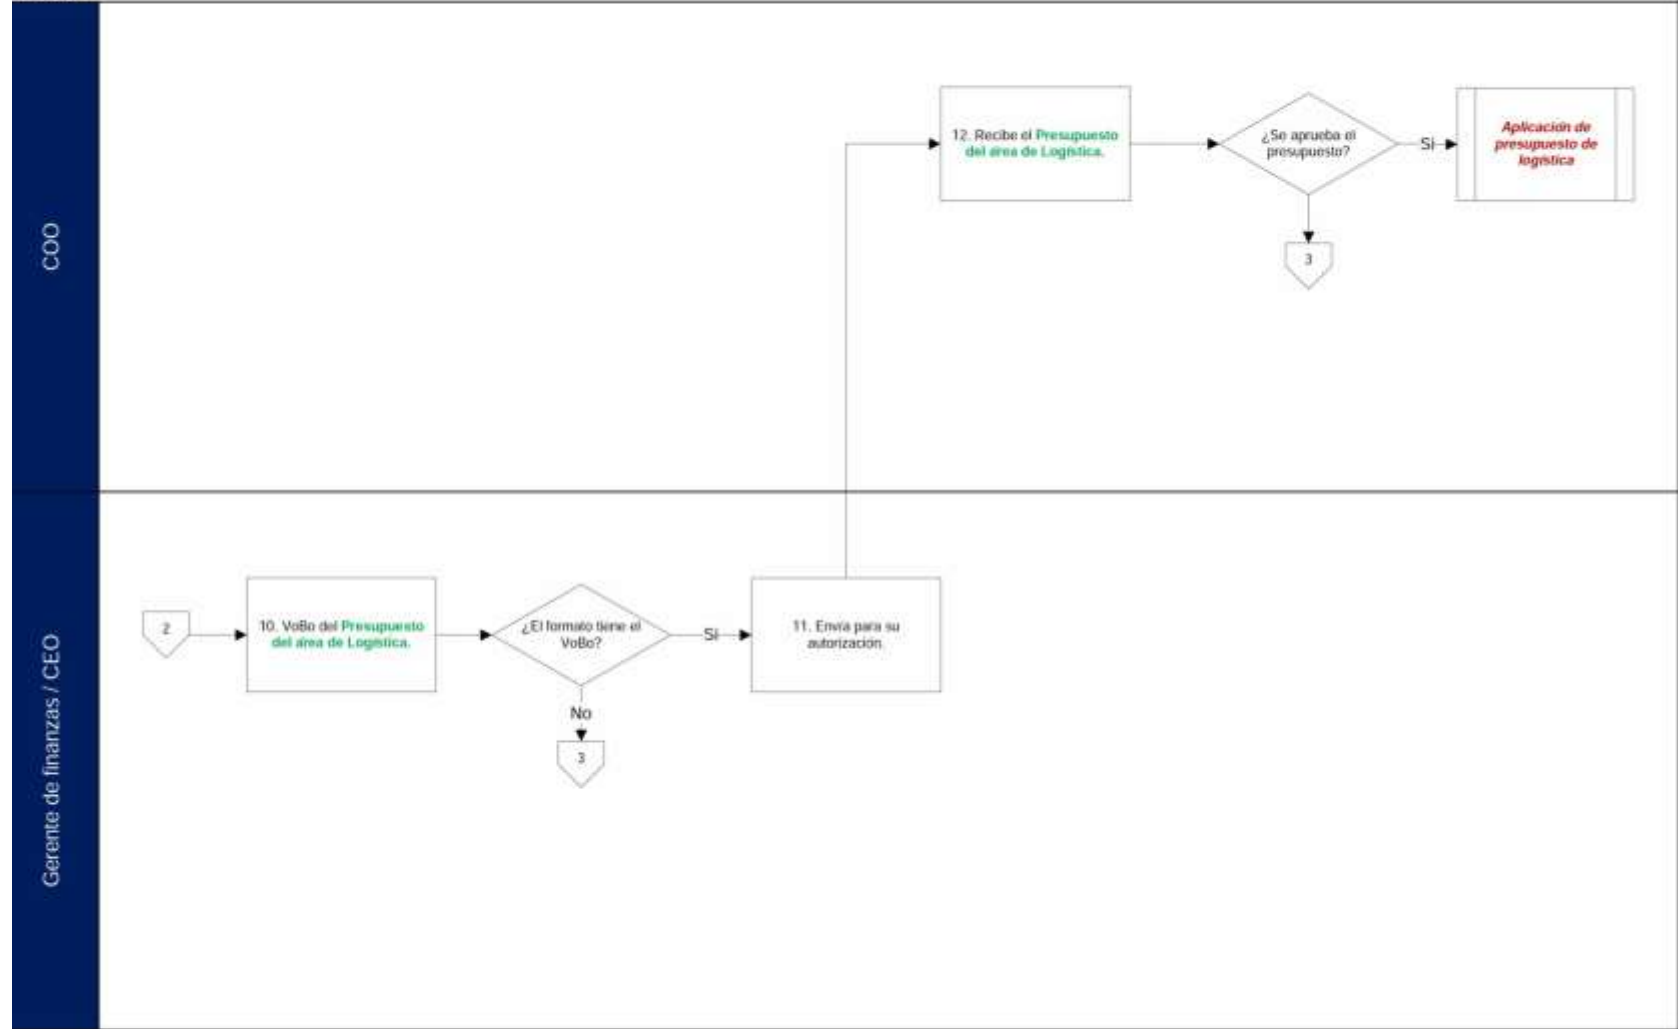 COO
12. Recibe el Presupuesto
del área de Logística.
¿Se aprueba el
presupuesto?
Si
Aplicación de
presupuesto de
logística
3
Gerente de finanzas / CEO
2
10. VoBo del Presupuesto
del área de Logística.
¿El formato tiene el
VoBo?
Si
11. Envía para su
autorización.
No
3